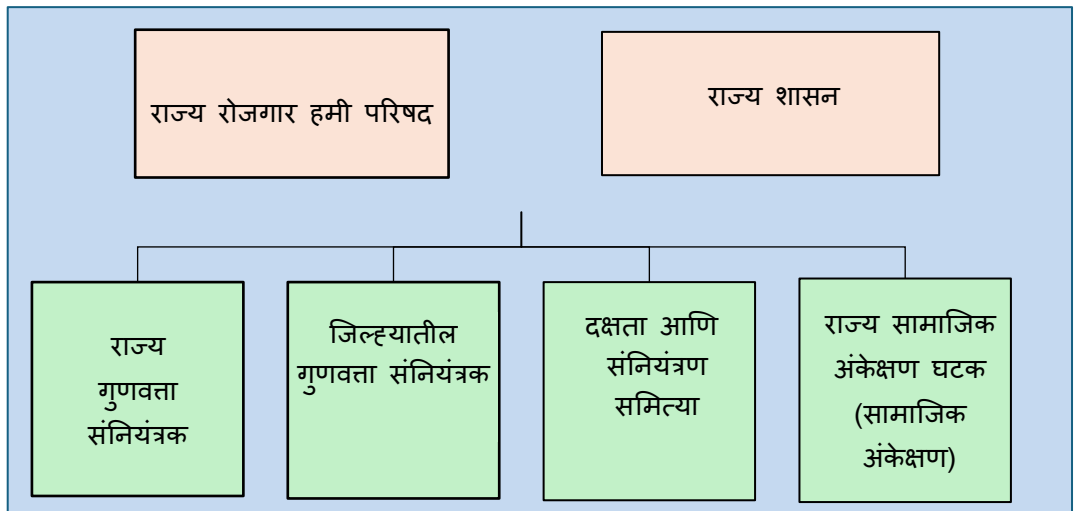 राज्य रोजगार हमी परिषद
राज्य शासन
राज्य
गुणवत्ता
संनियंत्रक
जिल्ह्यातील
गुणवत्ता संनियंत्रक
दक्षता आणि
संनियंत्रण
समित्या
राज्य सामाजिक
अंकेक्षण घटक
(सामाजिक
अंकेक्षण)